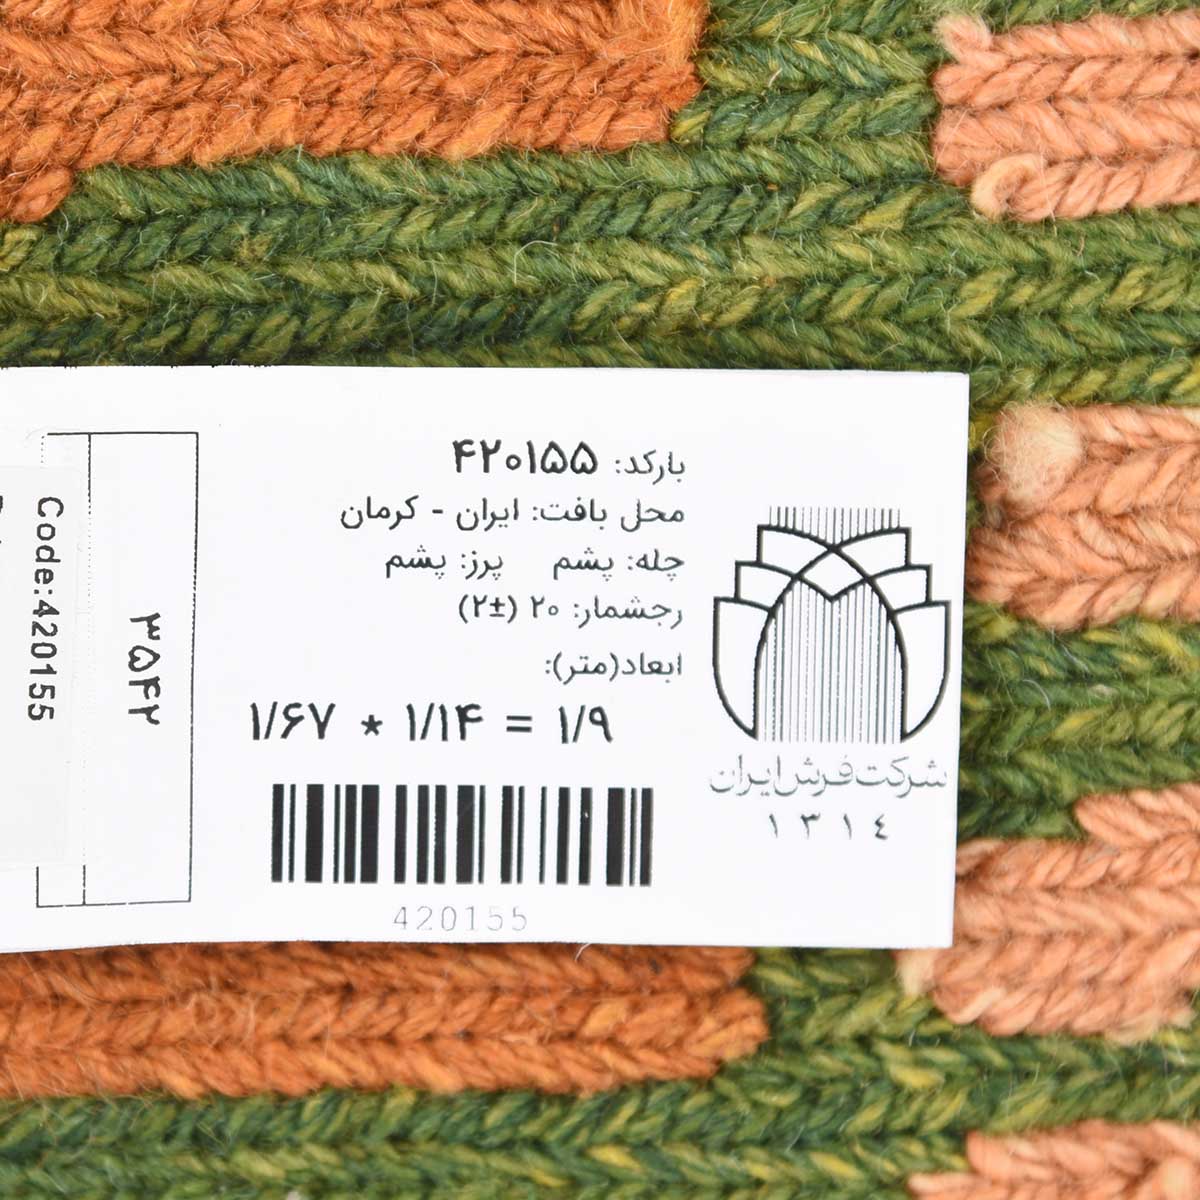 بارکد: ۴۲۰۱۵۵
محل بافت: ایران - کرمان
چله: پشم پرز: پشم
رجشمار: ۲۰ (±۲)
ابعاد(متر):
۱/۶۷ * ۱/۱۴ = ۱/۹
420155
شرکت فرش ایران
١٣١٤
۳۵۴۲
Code:420155